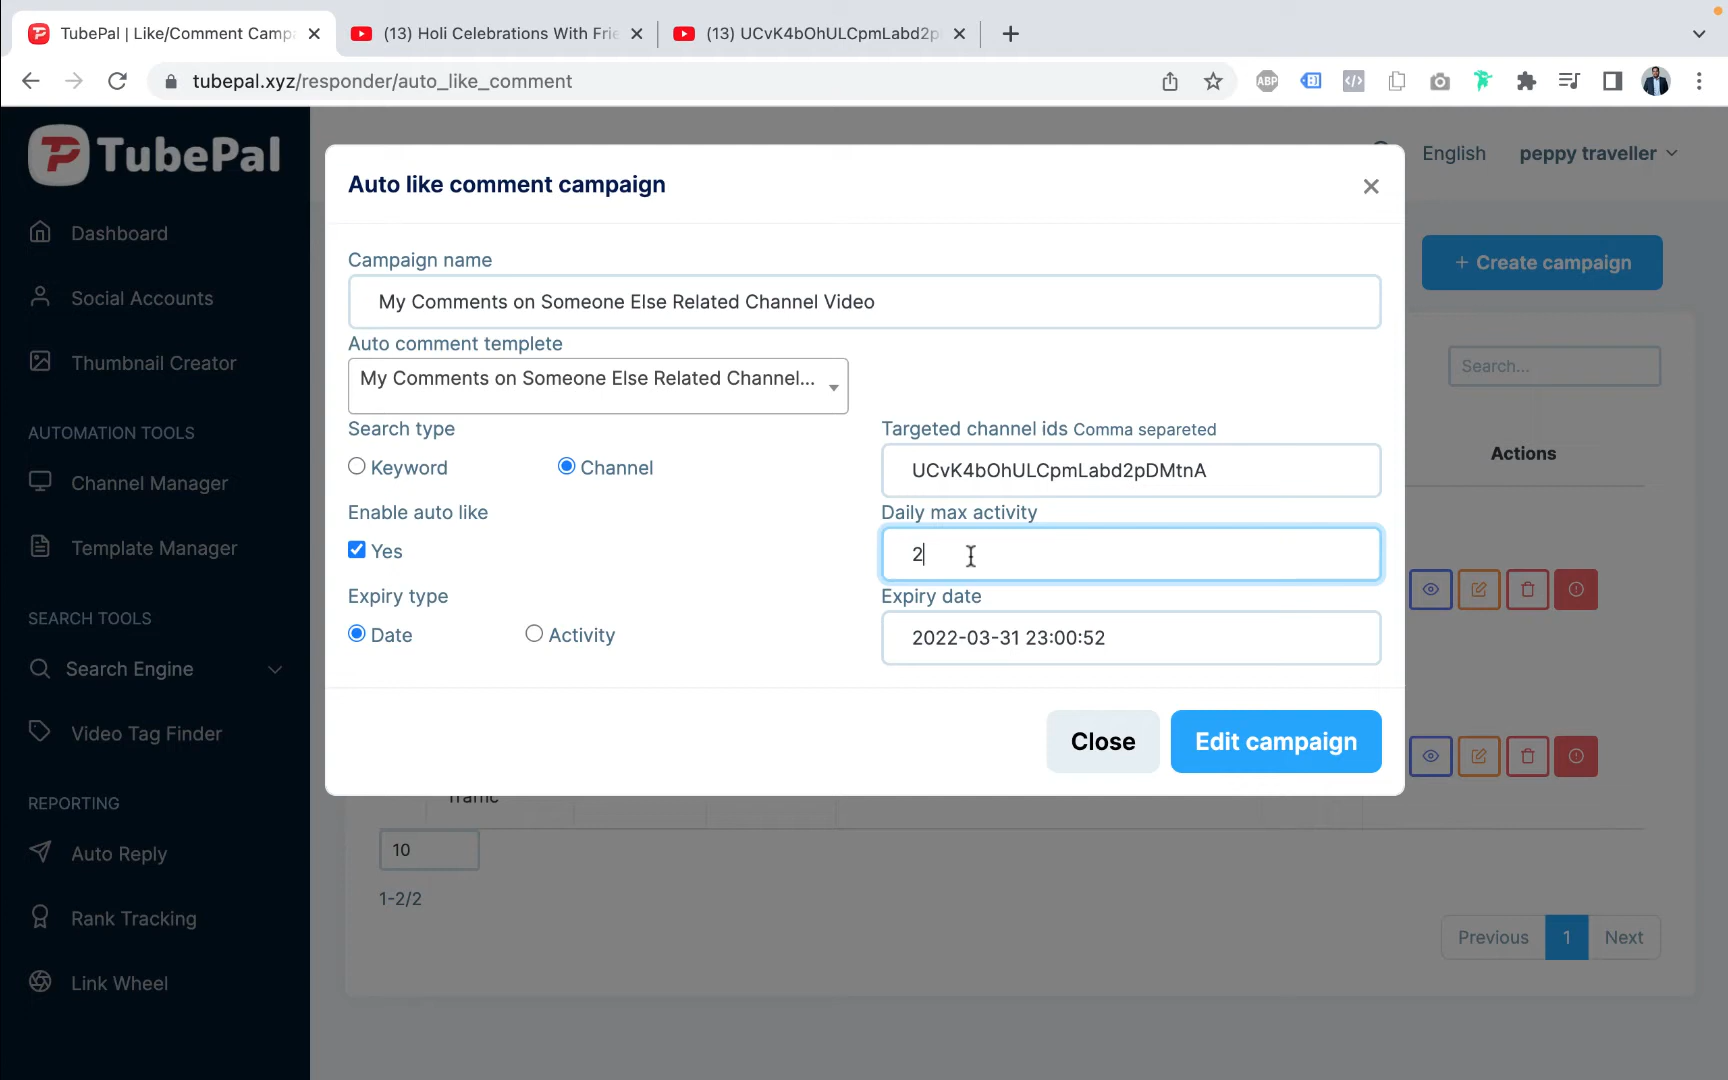 TubePal | Like/Comment Camp
(13) Holi Celebrations With Frie
(13) UCvK4bOhULCpmLabd2p
tubepal.xyz/responder/auto_like_comment
ABP
TubePal
English
peppy traveller
Dashboard
Social Accounts
Thumbnail Creator
AUTOMATION TOOLS
Channel Manager
Template Manager
SEARCH TOOLS
Search Engine
Video Tag Finder
REPORTING
Auto Reply
Rank Tracking
Link Wheel
+ Create campaign
Search...
Actions
Auto like comment campaign
Campaign name
My Comments on Someone Else Related Channel Video
Auto comment templete
My Comments on Someone Else Related Channel...
Search type
Keyword
Channel
Targeted channel ids Comma separeted
UCvK4bOhULCpmLabd2pDMtnA
Enable auto like
Yes
Daily max activity
2
Expiry type
Date
Activity
Expiry date
2022-03-31 23:00:52
Close
Edit campaign
Traffic
10
1-2/2
Previous
1
Next